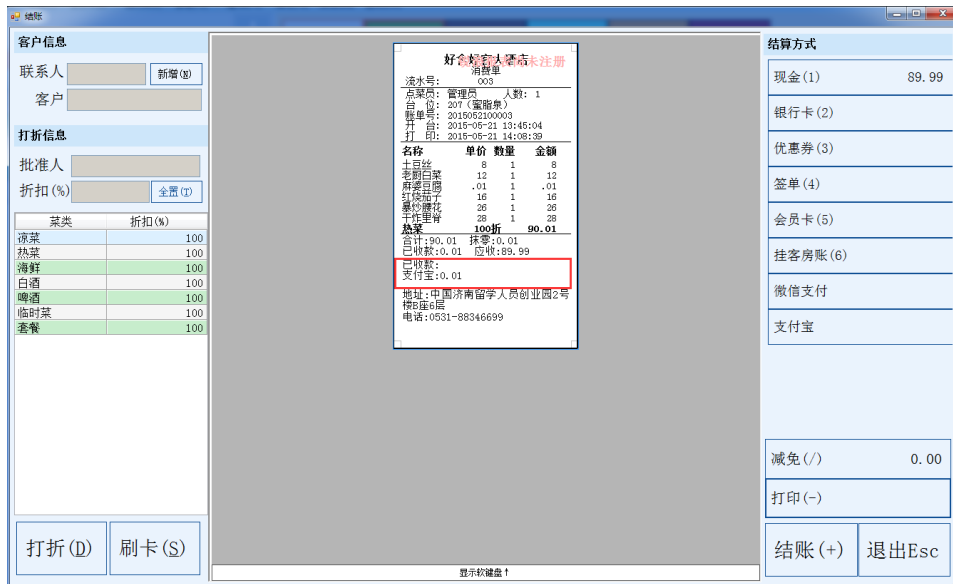 结账
客户信息
联系人 新增(N)
客户
打折信息
批准人
折扣(%) 全置(T)
菜类 折扣(%)
凉菜 100
热菜 100
海鲜 100
白酒 100
啤酒 100
临时菜 100
套餐 100
打折(D) 刷卡(S)
消费单
流水号: 003
点菜员: 管理员 人数: 1
台 位: 207 (蜜脂泉)
账单号: 2015052100003
开 台: 2015-05-21 13:45:04
打 印: 2015-05-21 14:08:39
名称 单价 数量 金额
土豆丝 8 1 8
老厨白菜 12 1 12
麻婆豆腐 .01 1 .01
红烧茄子 16 1 16
暴炒腰花 26 1 26
干炸里脊 28 1 28
热菜 100折 90.01
合计:90.01 抹零:0.01
已收款:0.01 应收:89.99
已收款:
支付宝:0.01
地址:中国济南留学人员创业园2号
楼B座6层
电话:0531-88346699
显示软键盘↑
结算方式
现金(1) 89.99
银行卡(2)
优惠券(3)
签单(4)
会员卡(5)
挂客房账(6)
微信支付
支付宝
减免(/) 0.00
打印(-)
结账(+) 退出Esc